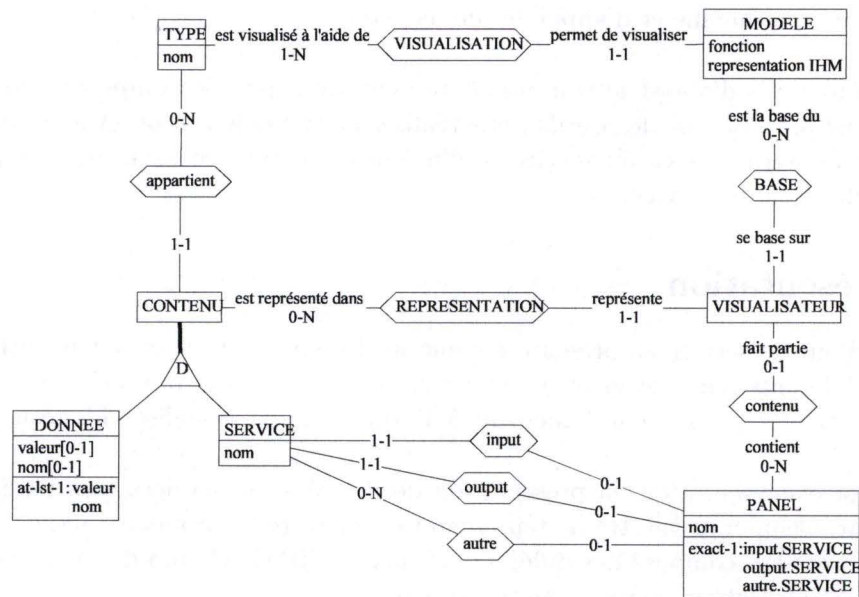 TYPE
nom
est visualisé à l'aide de
1-N
VISUALISATION
permet de visualiser
1-1
MODELE
fonction
representation IHM
0-N
appartient
1-1
est la base du
0-N
BASE
se base sur
1-1
CONTENU
est représenté dans
0-N
REPRESENTATION
représente
1-1
VISUALISATEUR
D
fait partie
0-1
contenu
contient
0-N
DONNEE
valeur[0-1]
nom[0-1]
at-lst-1: valeur
nom
SERVICE
nom
1-1
input
0-1
1-1
output
0-1
0-N
autre
0-1
PANEL
nom
exact-1:input.SERVICE
output.SERVICE
autre.SERVICE